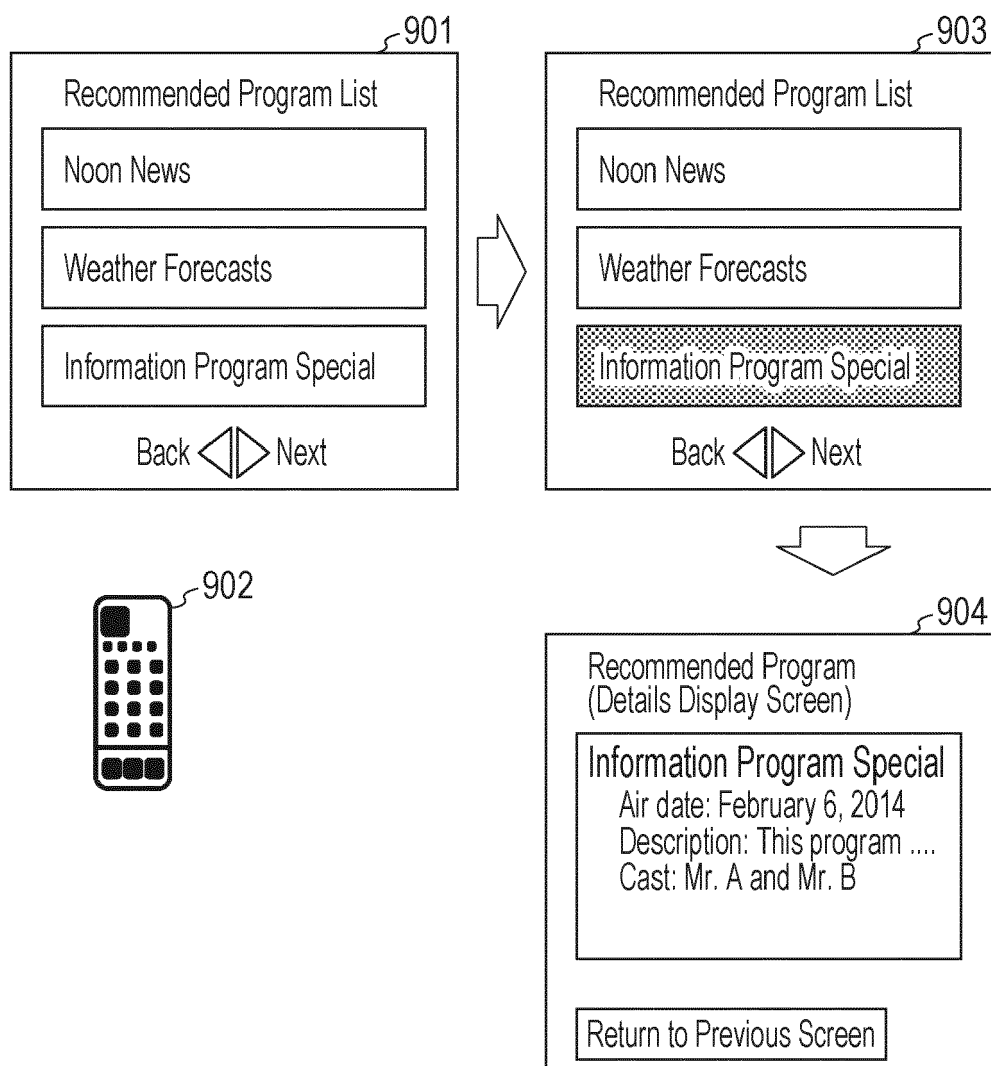 901
Recommended Program List
Noon News
Weather Forecasts
Information Program Special
Back Next
903
Recommended Program List
Noon News
Weather Forecasts
Information Program Special
Back Next
902
904
Recommended Program
(Details Display Screen)
Information Program Special
Air date: February 6, 2014
Description: This program ....
Cast: Mr. A and Mr. B
Return to Previous Screen